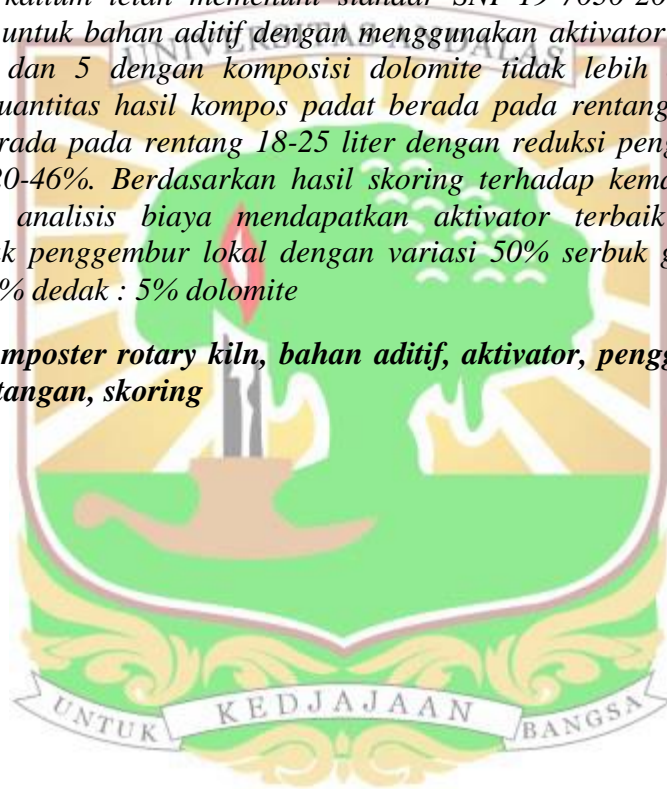 kalium telah memenuhi standar SNI 19-7030-20
untuk bahan aditif dengan menggunakan aktivator
dan 5 dengan komposisi dolomite tidak lebih
uantitas hasil kompos padat berada pada rentang
rada pada rentang 18-25 liter dengan reduksi peng
20-46%. Berdasarkan hasil skoring terhadap kema
analisis biaya mendapatkan aktivator terbaik
k penggembur lokal dengan variasi 50% serbuk g
% dedak : 5% dolomite
mposter rotary kiln, bahan aditif, aktivator, pengg
tangan, skoring
UNIVERSITAS ANDALAS
UNTUK KEDJAJAAN BANGSA